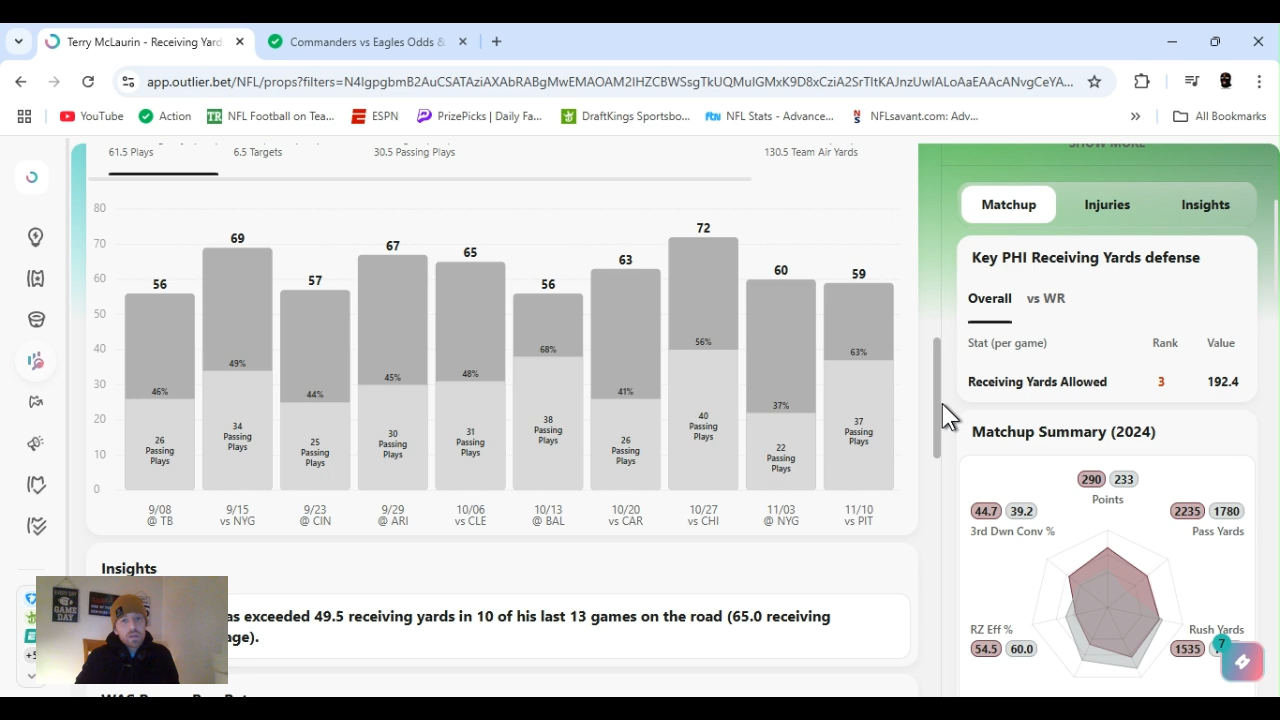 Terry McLaurin - Receiving Yard
Commanders vs Eagles Odds &
app.outlier.bet/NFL/props?filters=
YouTube
Action
NFL Football on Tea...
ESPN
PrizePicks | Daily Fa...
DraftKings Sportsbo...
NFL Stats - Advance...
NFLsavant.com: Adv...
All Bookmarks
61.5 Plays
6.5 Targets
30.5 Passing Plays
130.5 Team Air Yards
80
70
60
50
40
30
20
10
0
56
46%
26
Passing
Plays
9/08
@ TB
69
49%
34
Passing
Plays
9/15
vs NYG
57
44%
25
Passing
Plays
9/23
@ CIN
67
45%
30
Passing
Plays
9/29
@ ARI
65
48%
31
Passing
Plays
10/06
vs CLE
56
68%
38
Passing
Plays
10/13
@ BAL
63
41%
26
Passing
Plays
10/20
vs CAR
72
56%
40
Passing
Plays
10/27
vs CHI
60
37%
22
Passing
Plays
11/03
@ NYG
59
63%
37
Passing
Plays
11/10
vs PIT
Insights
as exceeded 49.5 receiving yards in 10 of his last 13 games on the road (65.0 receiving
age).
GAME
DAY
SHOW MORE
Matchup
Injuries
Insights
Key PHI Receiving Yards defense
Overall
vs WR
Stat (per game)
Rank
Value
Receiving Yards Allowed
3
192.4
Matchup Summary (2024)
290
233
Points
44.7
39.2
3rd Dwn Conv %
2235
1780
Pass Yards
RZ Eff %
54.5
60.0
Rush Yards
1535
7